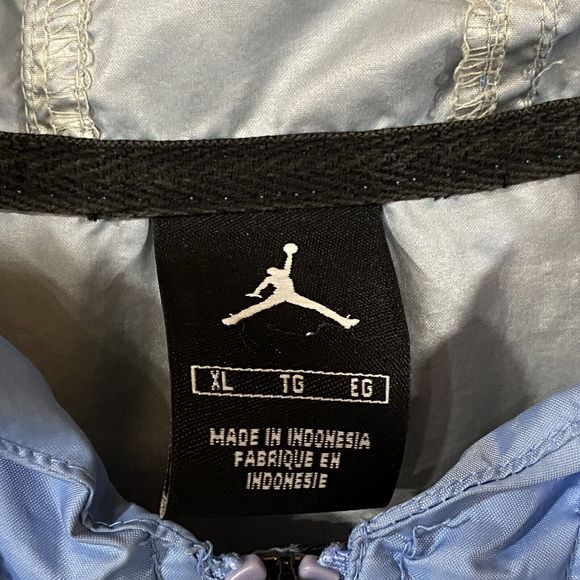 XL TG EG
MADE IN INDONESIA
FABRIQUE EN
INDONESIE